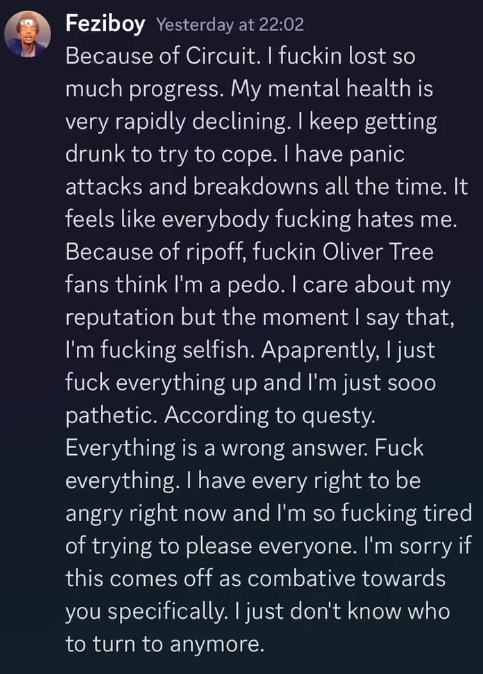 Feziboy Yesterday at 22:02
Because of Circuit. I fuckin lost so
much progress. My mental health is
very rapidly declining. I keep getting
drunk to try to cope. I have panic
attacks and breakdowns all the time. It
feels like everybody fucking hates me.
Because of ripoff, fuckin Oliver Tree
fans think I'm a pedo. I care about my
reputation but the moment I say that,
I'm fucking selfish. Apaprently, I just
fuck everything up and I'm just sooo
pathetic. According to questy.
Everything is a wrong answer. Fuck
everything. I have every right to be
angry right now and I'm so fucking tired
of trying to please everyone. I'm sorry if
this comes off as combative towards
you specifically. I just don't know who
to turn to anymore.